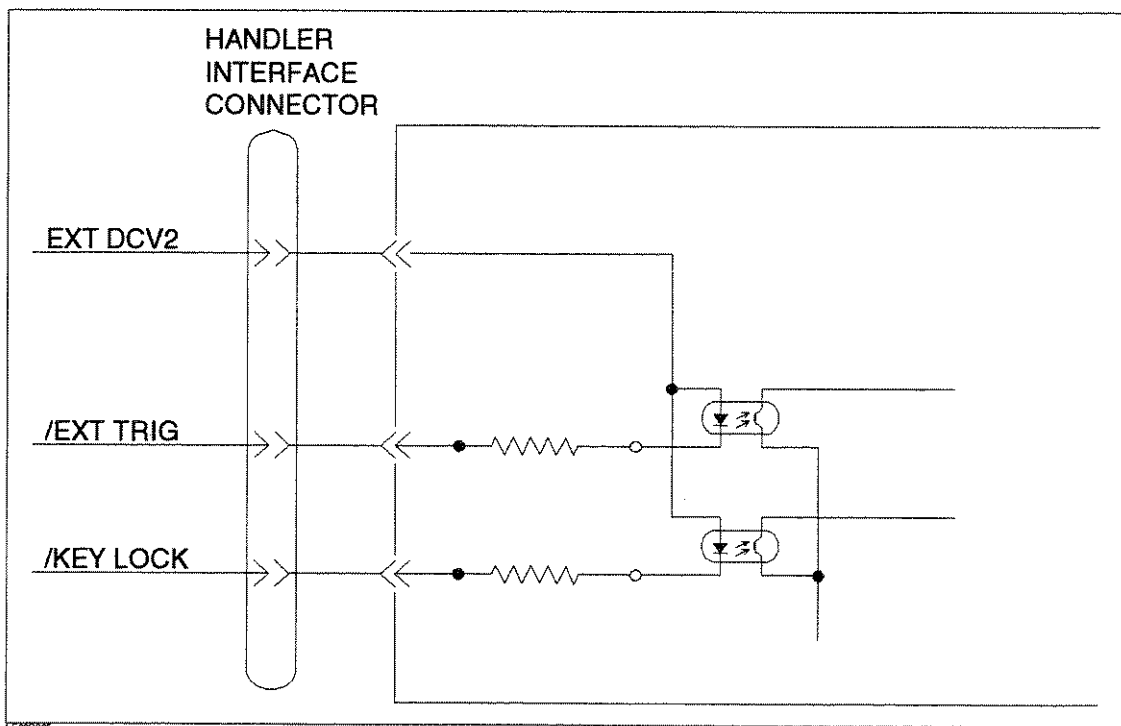 HANDLER
INTERFACE
CONNECTOR
EXT DCV2
/EXT TRIG
/KEY LOCK